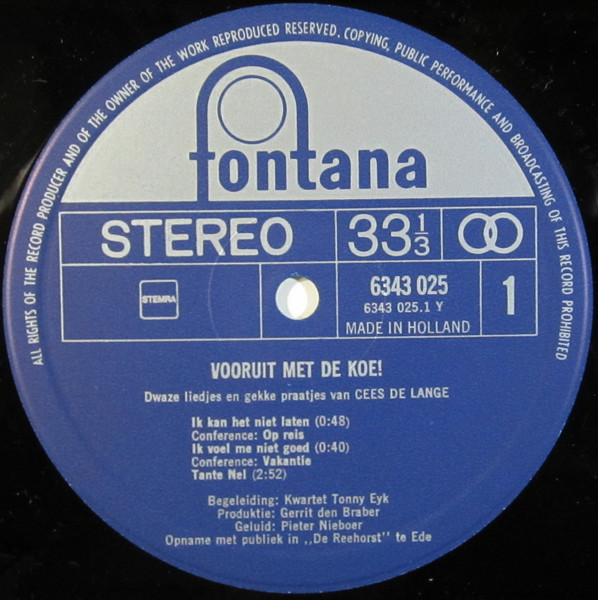 ALL RIGHTS OF THE RECORD PRODUCER AND OF THE OWNER OF THE WORK REPRODUCED RESERVED. COPYING, PUBLIC PERFORMANCE AND BROADCASTING OF THIS RECORD PROHIBITED
fontana
STEREO 33 1/3
STEMRA 6343 025 1
6343 025.1 Y
MADE IN HOLLAND
VOORUIT MET DE KOE!
Dwaze liedjes en gekke praatjes van CEES DE LANGE
Ik kan het niet laten (0:48)
Conference: Op reis
Ik voel me niet goed (0:40)
Conference: Vakantie
Tante Nel (2:52)
Begeleiding: Kwartet Tonny Eyk
Produktie: Gerrit den Braber
Geluid: Pieter Nieboer
Opname met publiek in ,,De Reehorst" te Ede